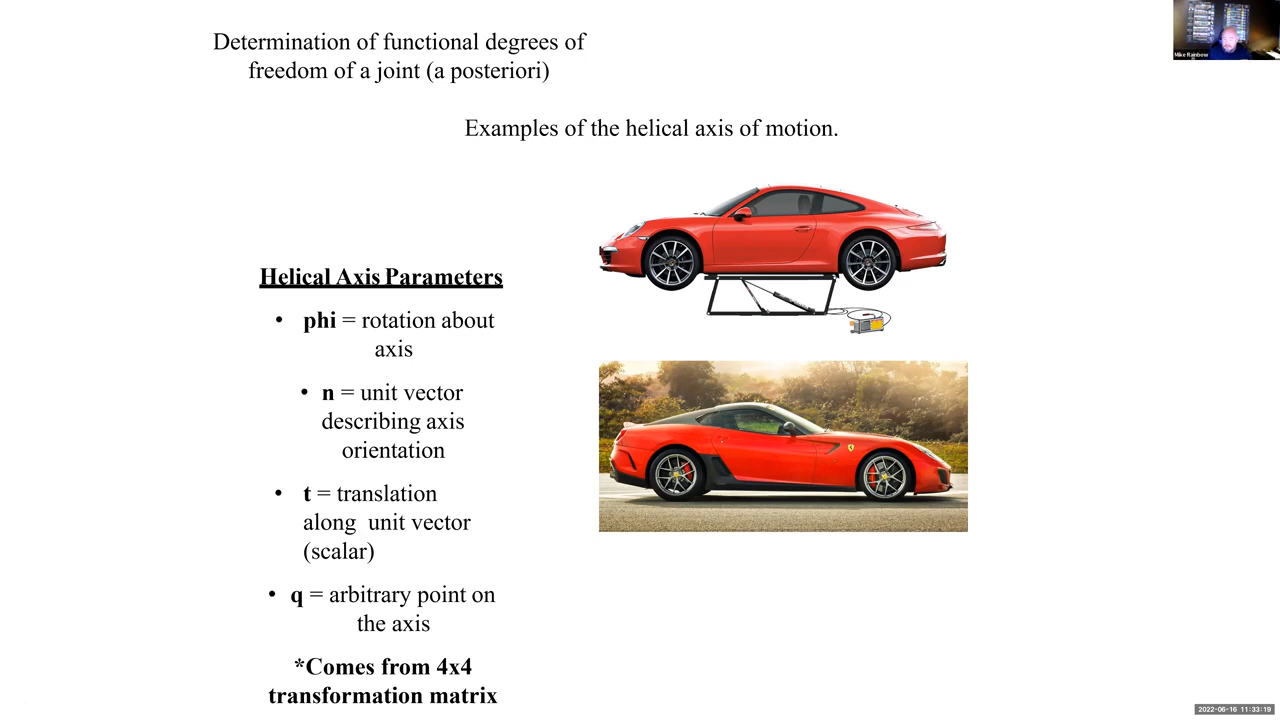 Determination of functional degrees of
freedom of a joint (a posteriori)
Mike Rainbow
Examples of the helical axis of motion.
Helical Axis Parameters
• phi = rotation about
axis
• n = unit vector
describing axis
orientation
• t = translation
along unit vector
(scalar)
• q = arbitrary point on
the axis
*Comes from 4x4
transformation matrix
2022-06-16 11:33:19